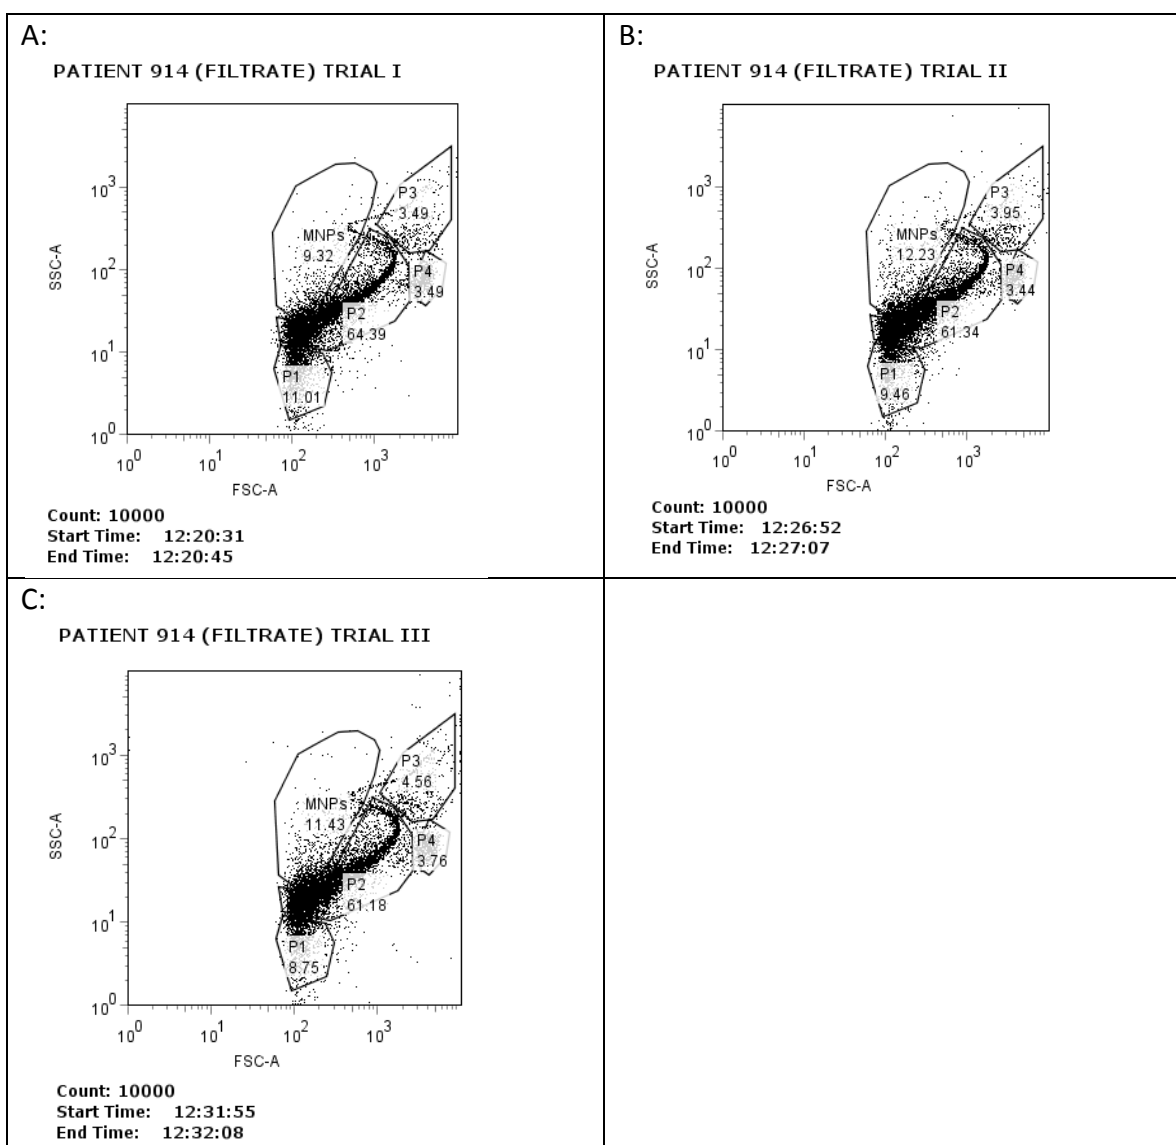 A:
PATIENT 914 (FILTRATE) TRIAL I
SSC-A
10^3
10^2
10^1
10^0
MNPs
9.32
P3
3.49
P4
3.49
P2
64.39
P1
11.01
10^0 10^1 10^2 10^3
FSC-A
Count: 10000
Start Time: 12:20:31
End Time: 12:20:45
B:
PATIENT 914 (FILTRATE) TRIAL II
SSC-A
10^3
10^2
10^1
10^0
MNPs
12.23
P3
3.95
P4
3.44
P2
61.34
P1
9.46
10^0 10^1 10^2 10^3
FSC-A
Count: 10000
Start Time: 12:26:52
End Time: 12:27:07
C:
PATIENT 914 (FILTRATE) TRIAL III
SSC-A
10^3
10^2
10^1
10^0
MNPs
11.43
P3
4.56
P4
3.76
P2
61.18
P1
8.75
10^0 10^1 10^2 10^3
FSC-A
Count: 10000
Start Time: 12:31:55
End Time: 12:32:08